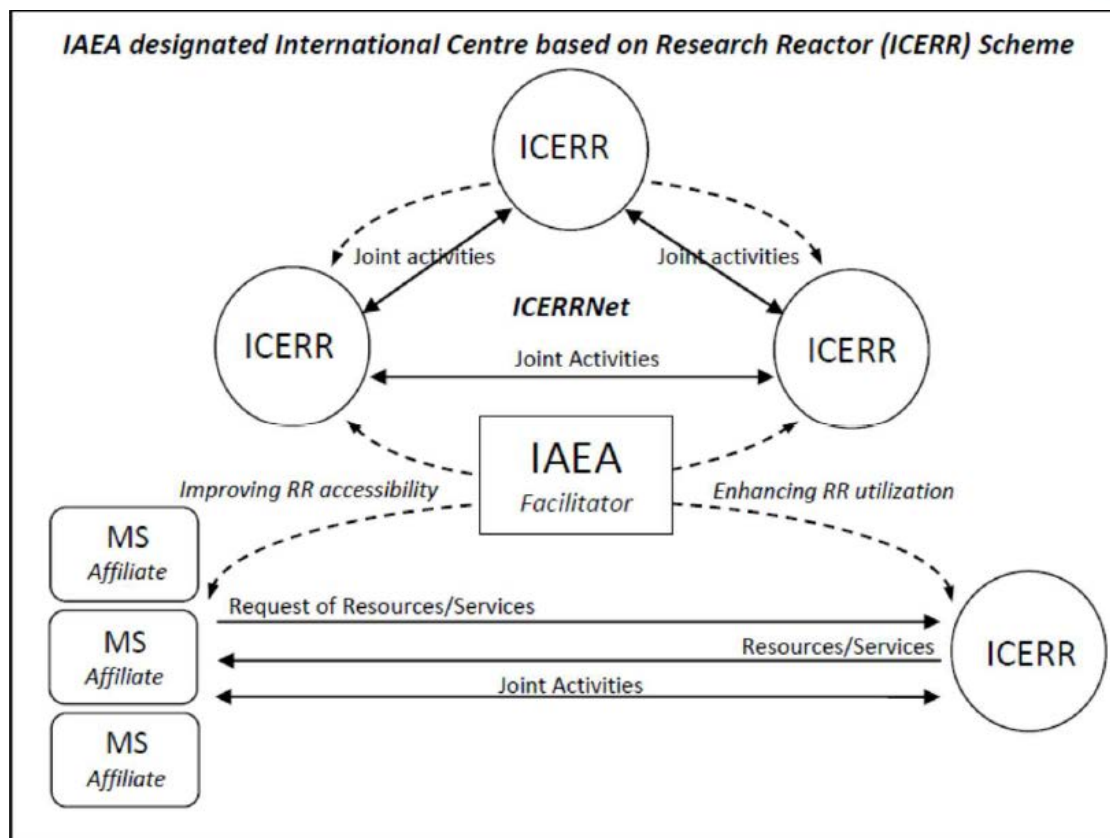 IAEA designated International Centre based on Research Reactor (ICERR) Scheme
ICERR
Joint activities
Joint activities
ICERR
ICERRNet
ICERR
Joint Activities
IAEA
Facilitator
Improving RR accessibility
Enhancing RR utilization
MS
Affiliate
Request of Resources/Services
MS
Affiliate
Resources/Services
ICERR
Joint Activities
MS
Affiliate